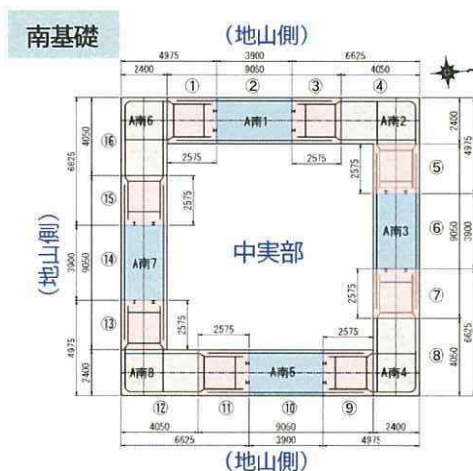 南基礎
(地山側)
4975 3900 6625
2400 9050 4050
① ② ③ ④
A南6 A南1 A南2
2575 2575
⑯ 4050 2400
6625 4975
⑮ 2575 2575 ⑤
(地山側)
3900 9050 ⑭ A南7 中実部 A南3 ⑥ 9050 3900
⑬ 2575 2575 ⑦
4975 6625
2575 2575
2400 A南8 A南5 A南4 ⑧ 4050
⑫ ⑪ ⑩ ⑨
4050 9050 2400
6625 3900 4975
(地山側)